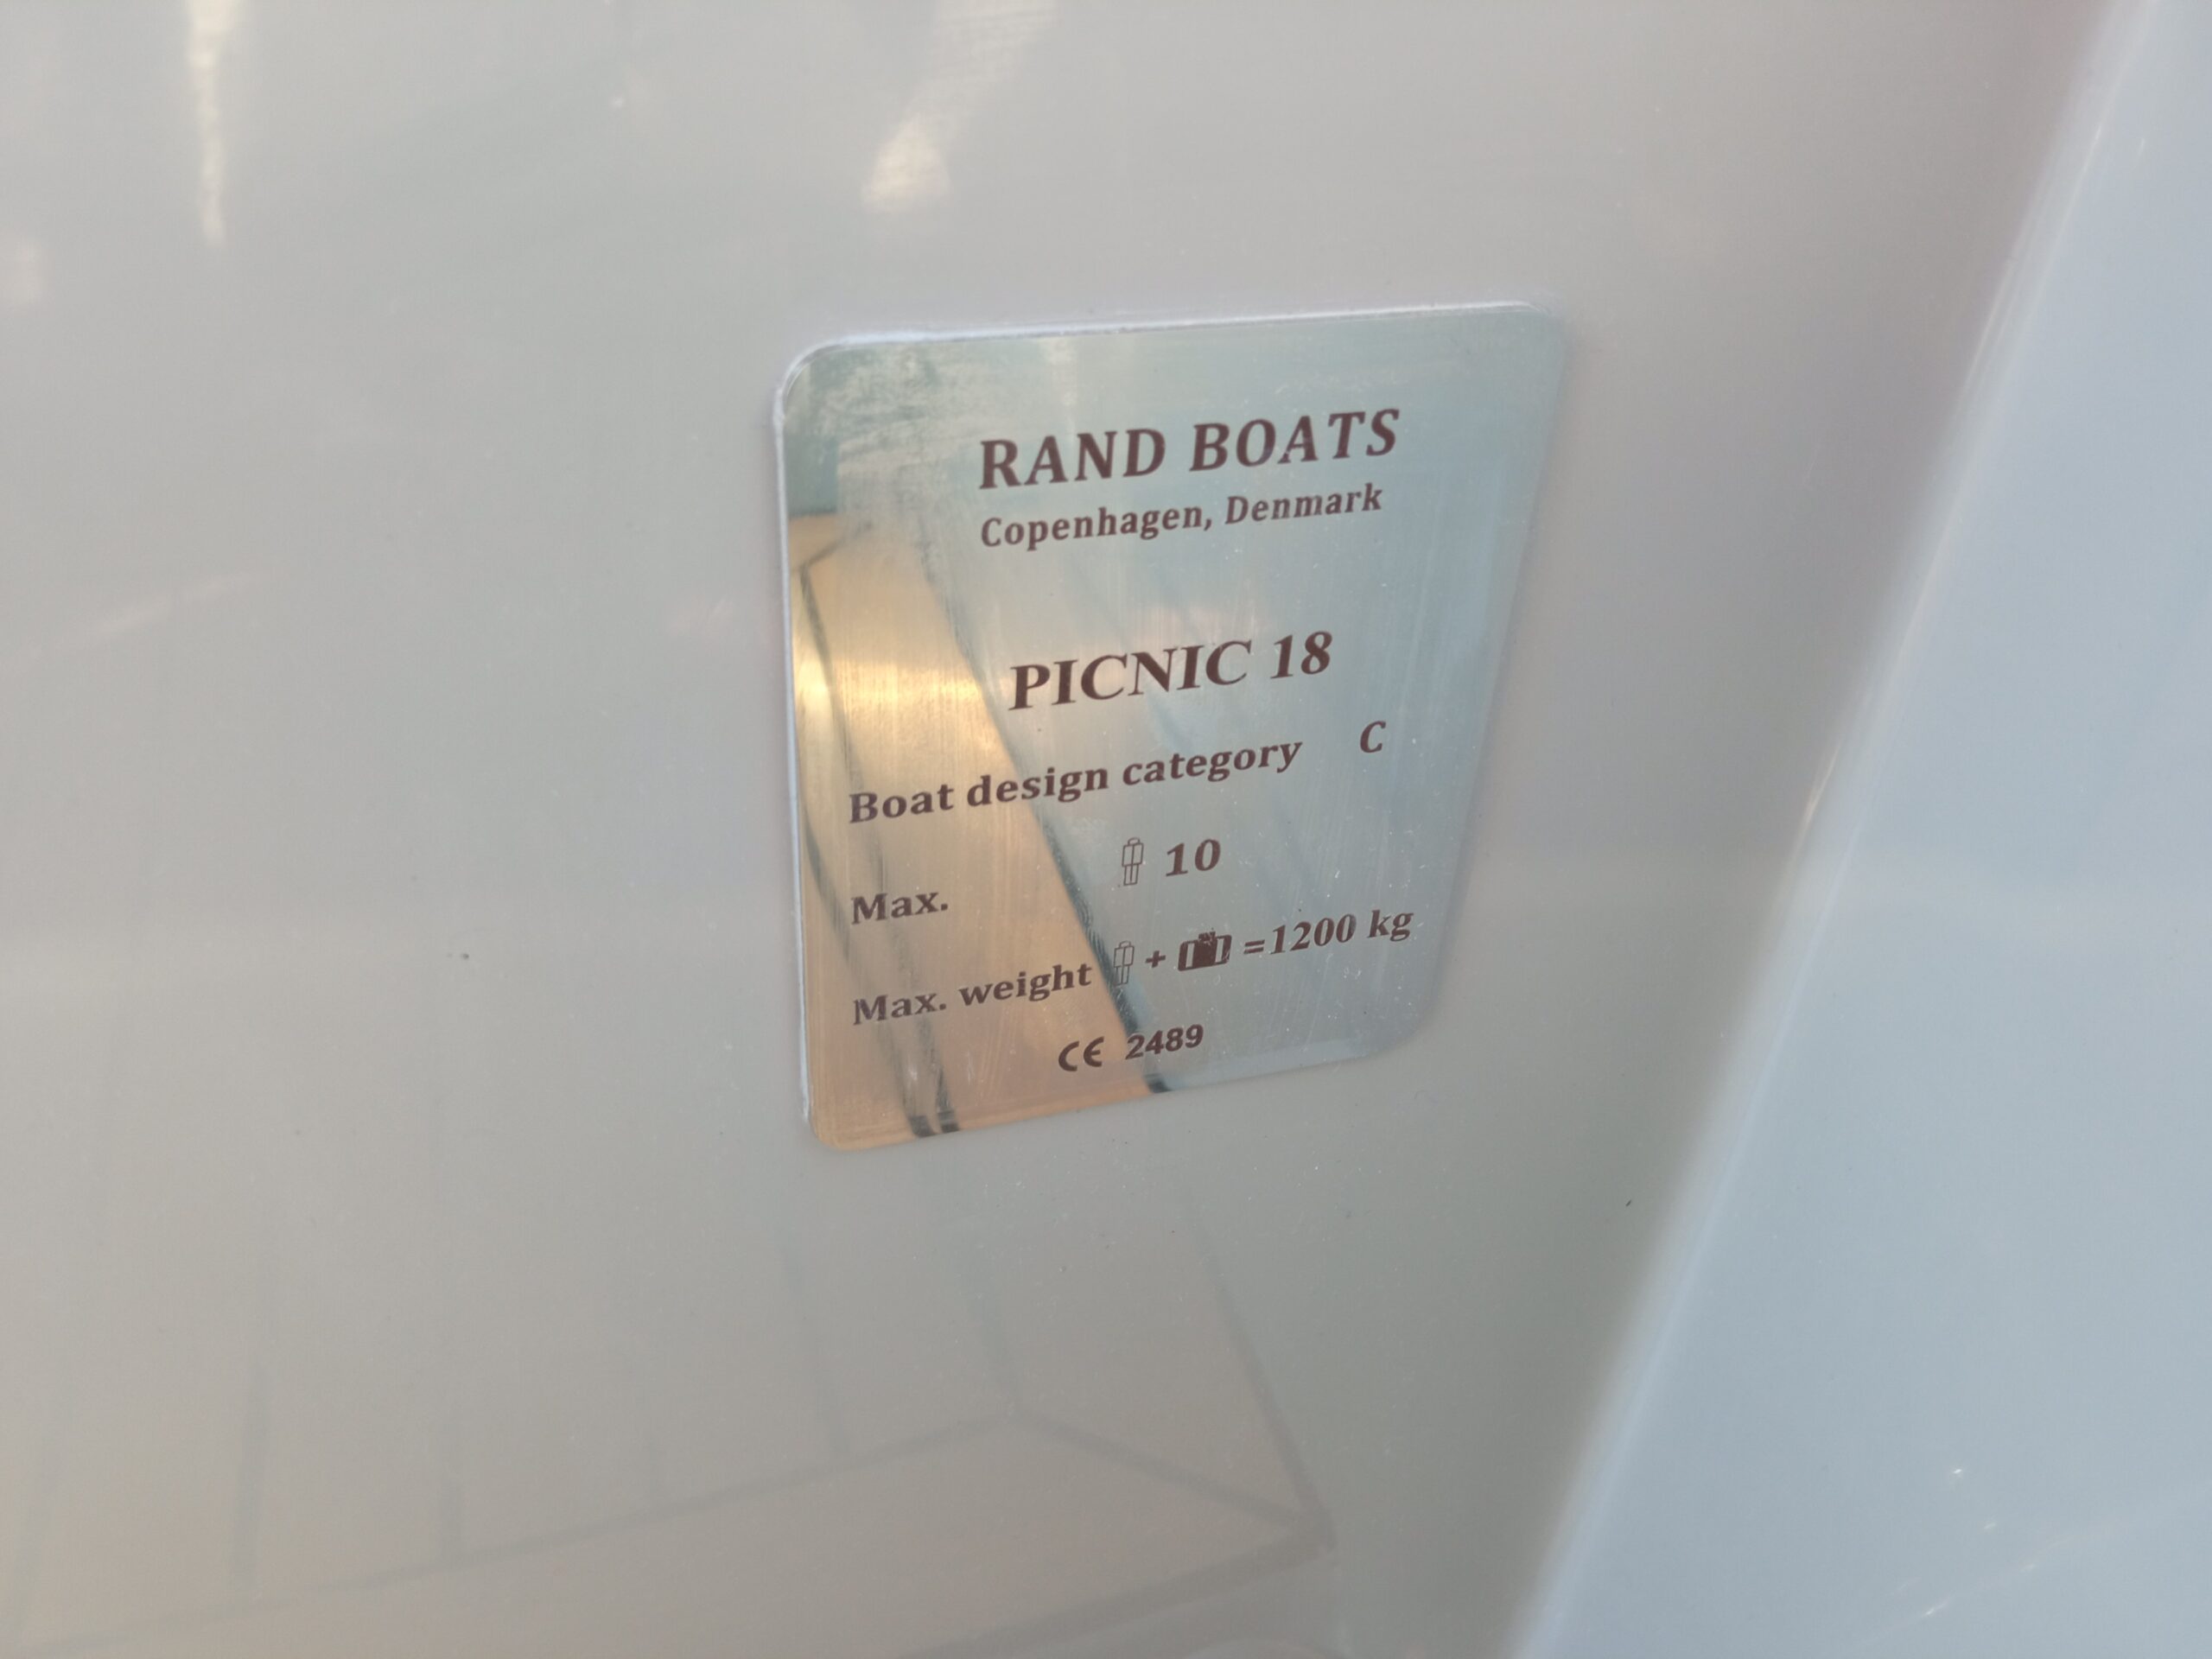 RAND BOATS
Copenhagen, Denmark
PICNIC 18
Boat design category C
Max. 10
Max. weight + =1200 kg
CE 2489